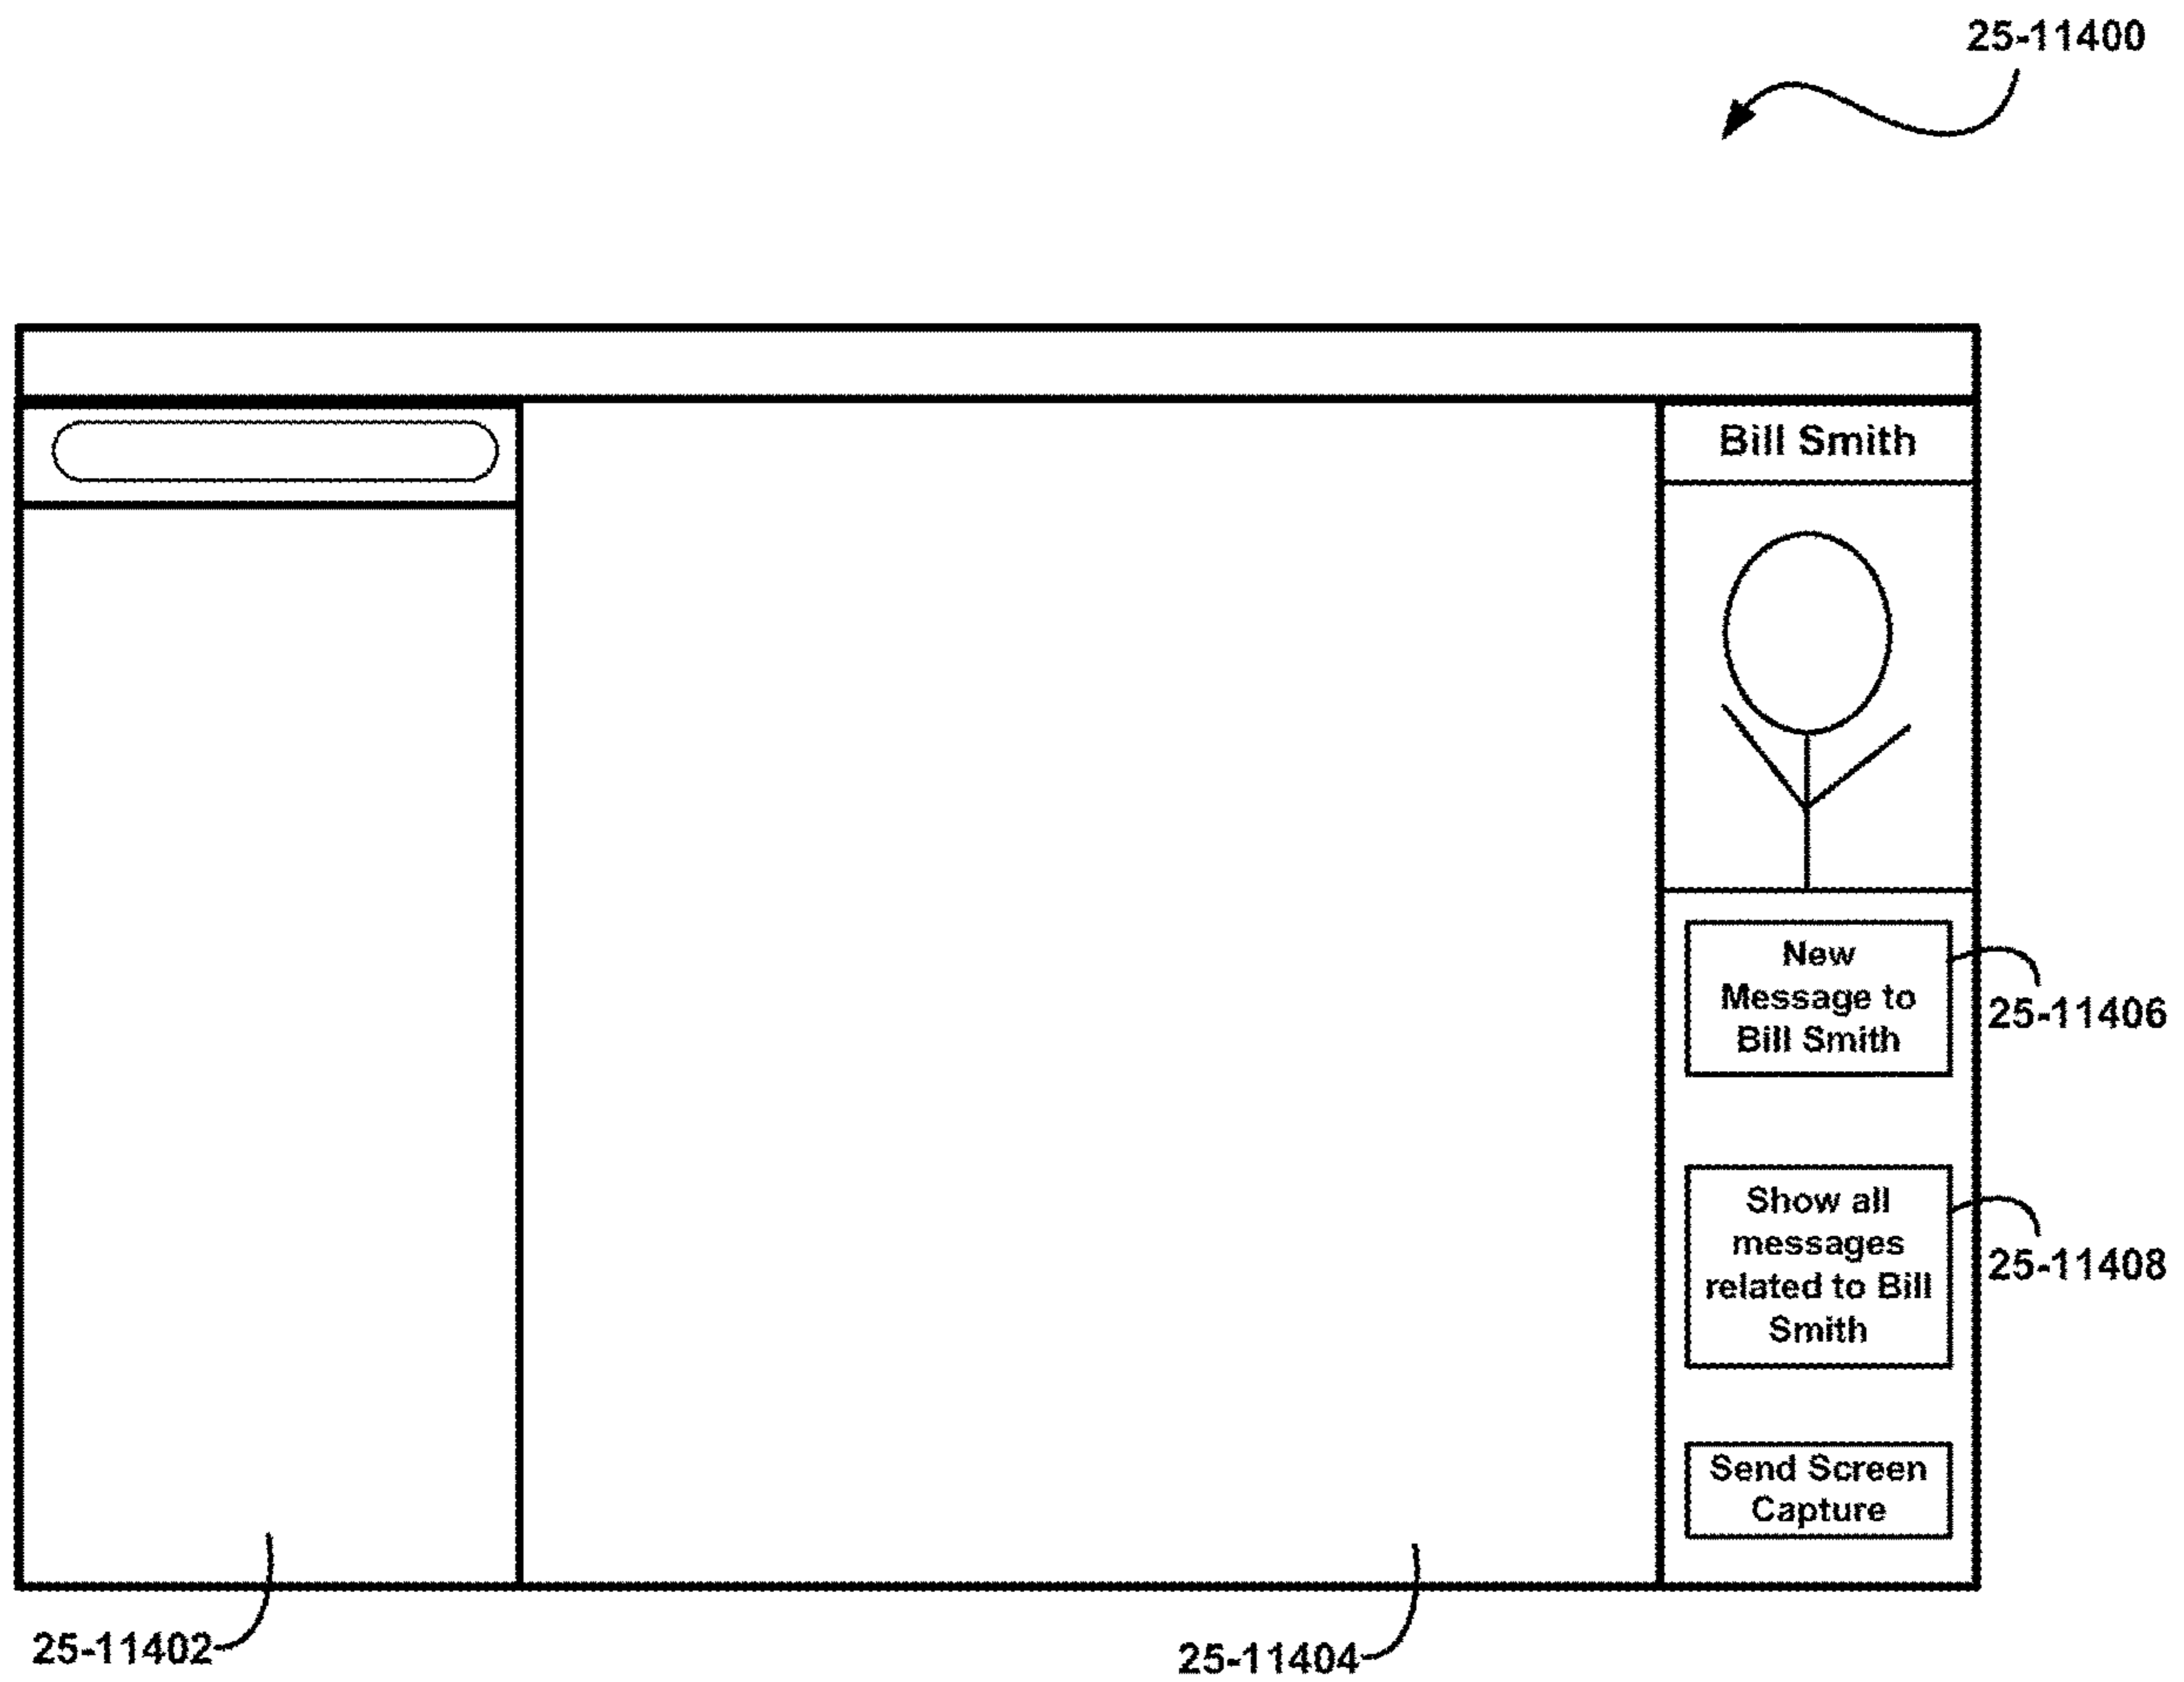 25-11400
Bill Smith
New
Message to
Bill Smith
25-11406
Show all
messages
related to Bill
Smith
25-11408
Send Screen
Capture
25-11402
25-11404